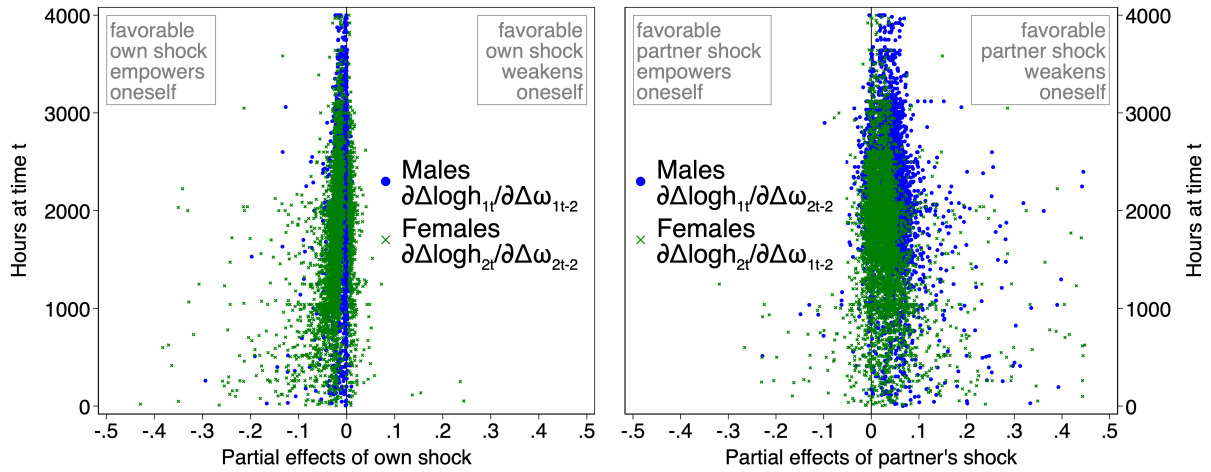 4000
3000
2000
1000
0
Hours at time t
favorable
own shock
empowers
oneself
favorable
own shock
weakens
oneself
Males
∂Δlogh1t/∂Δω1t-2
Females
∂Δlogh2t/∂Δω2t-2
-.5 -.4 -.3 -.2 -.1 0 .1 .2 .3 .4 .5
Partial effects of own shock
favorable
partner shock
empowers
oneself
favorable
partner shock
weakens
oneself
Males
∂Δlogh1t/∂Δω2t-2
Females
∂Δlogh2t/∂Δω1t-2
4000
3000
2000
1000
0
Hours at time t
-.5 -.4 -.3 -.2 -.1 0 .1 .2 .3 .4 .5
Partial effects of partner's shock